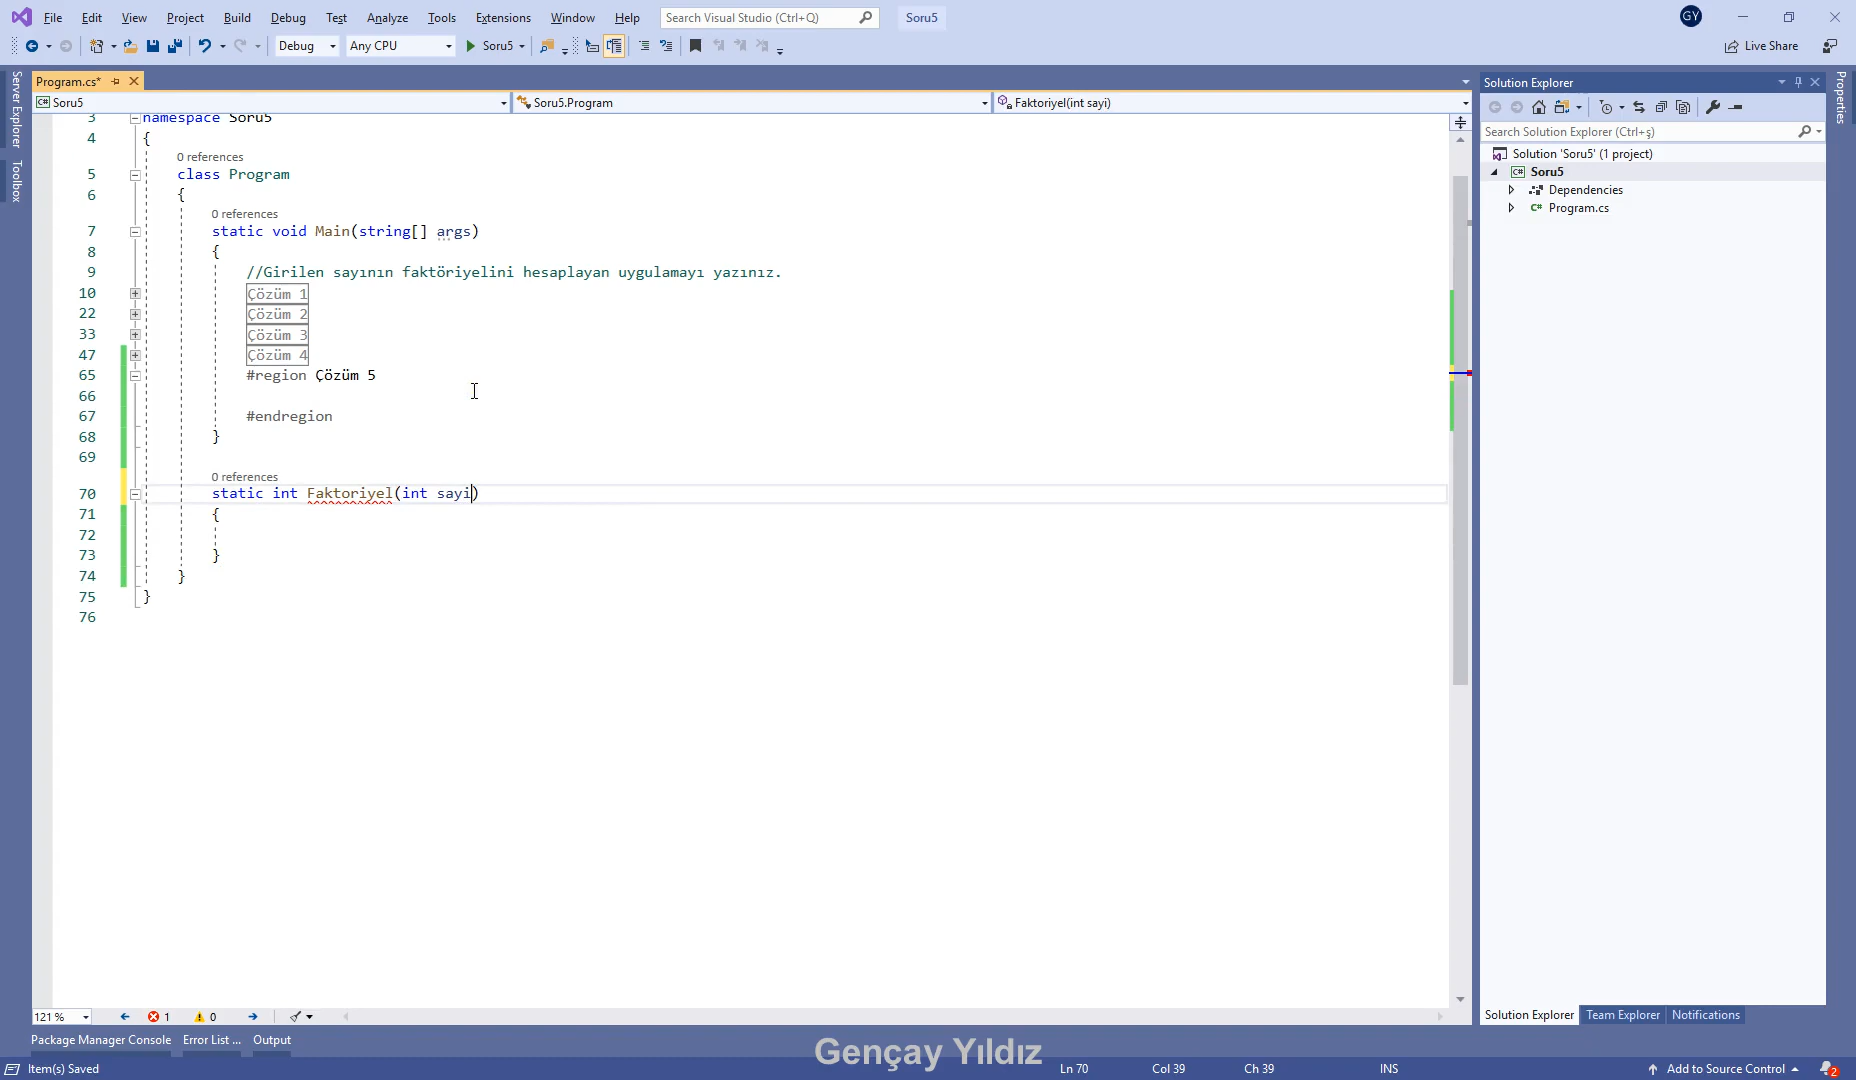 File Edit View Project Build Debug Test Analyze Tools Extensions Window Help Search Visual Studio (Ctrl+Q) Soru5 GY
Debug Any CPU Soru5 Live Share
Server Explorer
Toolbox
Program.cs*
Soru5 Soru5.Program Faktoriyel(int sayi)
3 namespace Soru5
4 {
0 references
5 class Program
6 {
0 references
7 static void Main(string[] args)
8 {
9 //Girilen sayının faktöriyelini hesaplayan uygulamayı yazınız.
10 Çözüm 1
22 Çözüm 2
33 Çözüm 3
47 Çözüm 4
65 #region Çözüm 5
66
67 #endregion
68 }
69
0 references
70 static int Faktoriyel(int sayi)
71 {
72
73 }
74 }
75 }
76
121 % 1 0
Package Manager Console Error List ... Output
Solution Explorer
Search Solution Explorer (Ctrl+ş)
Solution 'Soru5' (1 project)
C# Soru5
Dependencies
C# Program.cs
Solution Explorer Team Explorer Notifications
Properties
Gençay Yıldız
Item(s) Saved Ln 70 Col 39 Ch 39 INS Add to Source Control 2